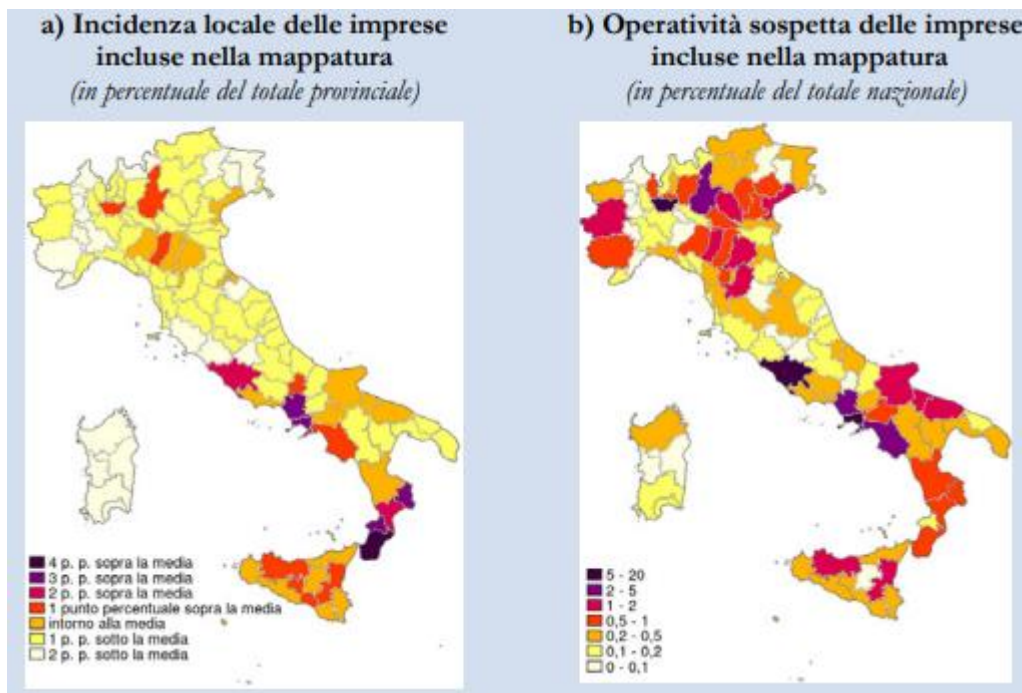 a) Incidenza locale delle imprese
incluse nella mappatura
(in percentuale del totale provinciale)
4 p. p. sopra la media
3 p. p. sopra la media
2 p. p. sopra la media
1 punto percentuale sopra la media
intorno alla media
1 p. p. sotto la media
2 p. p. sotto la media
b) Operatività sospetta delle imprese
incluse nella mappatura
(in percentuale del totale nazionale)
5 - 20
2 - 5
1 - 2
0,5 - 1
0,2 - 0,5
0,1 - 0,2
0 - 0,1